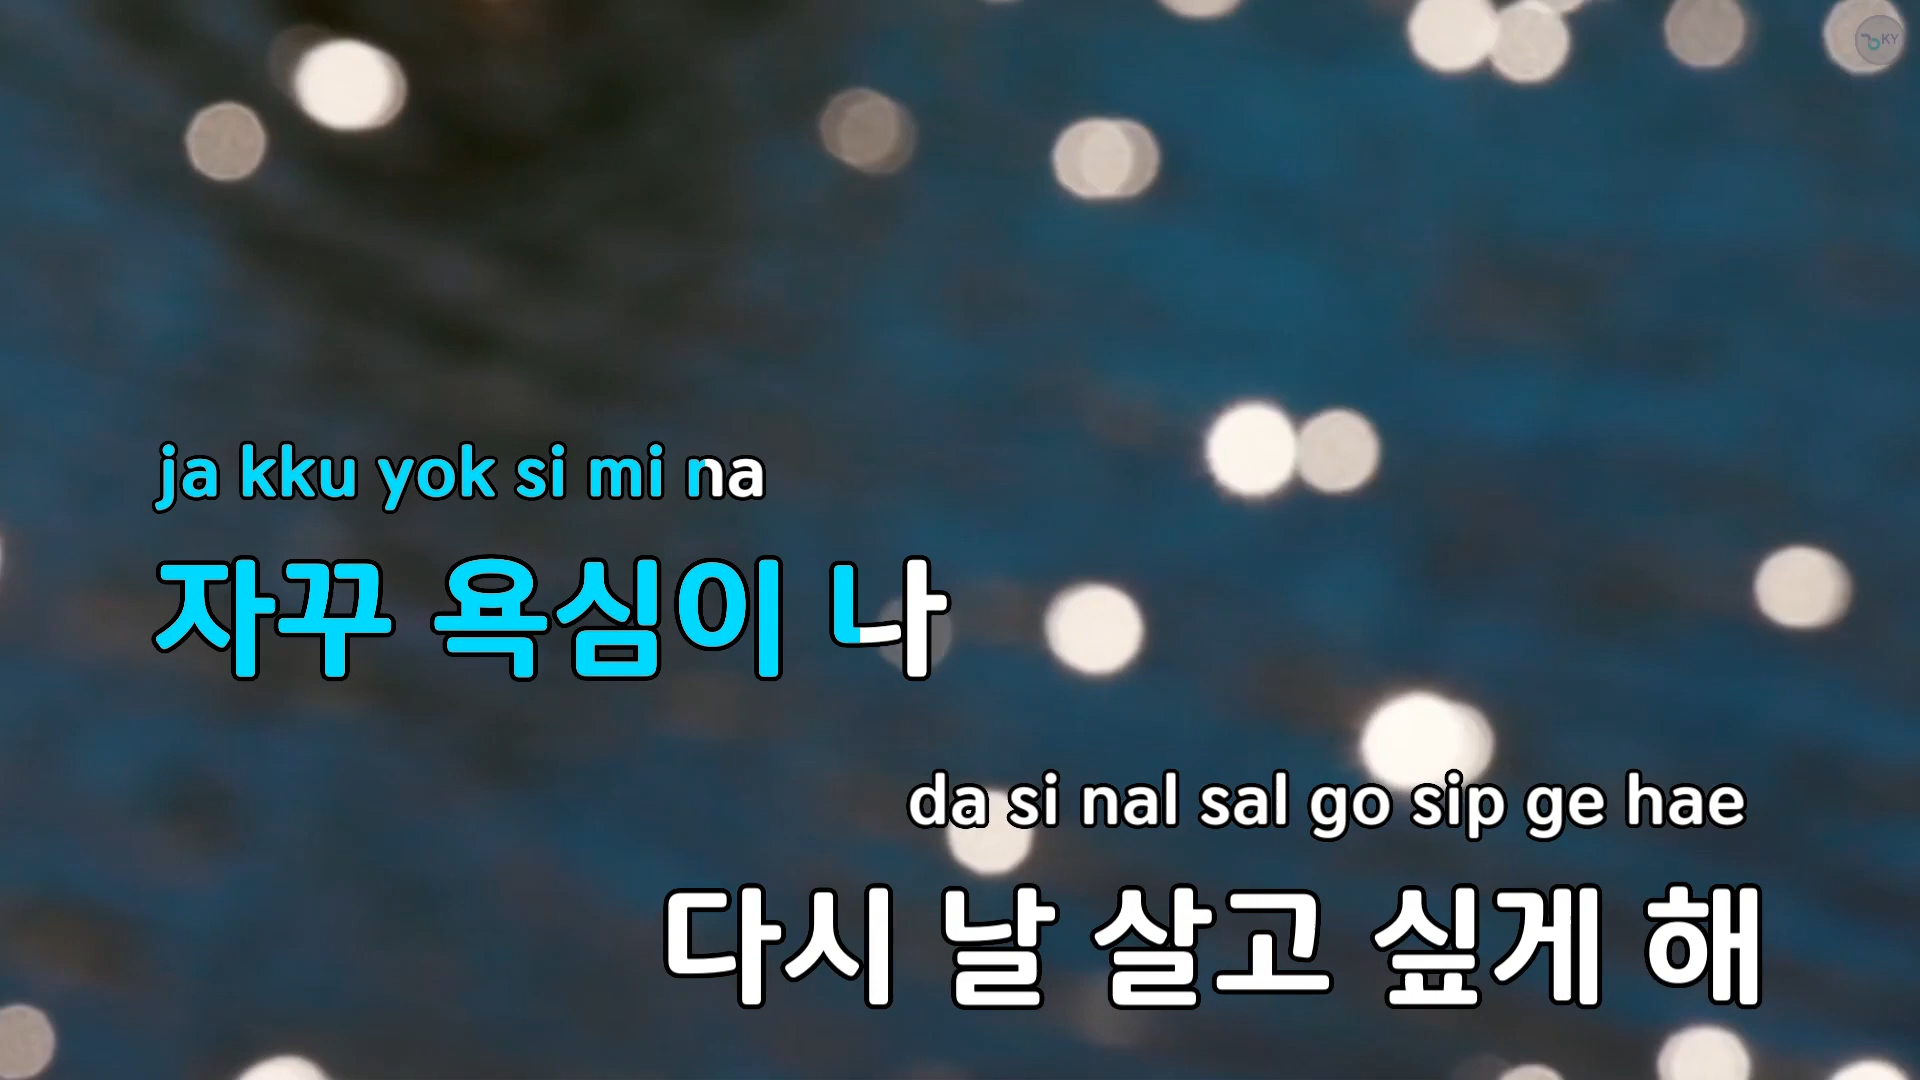 KY
ja kku yok si mi na
자꾸 욕심이 나
da si nal sal go sip ge hae
다시 날 살고 싶게 해